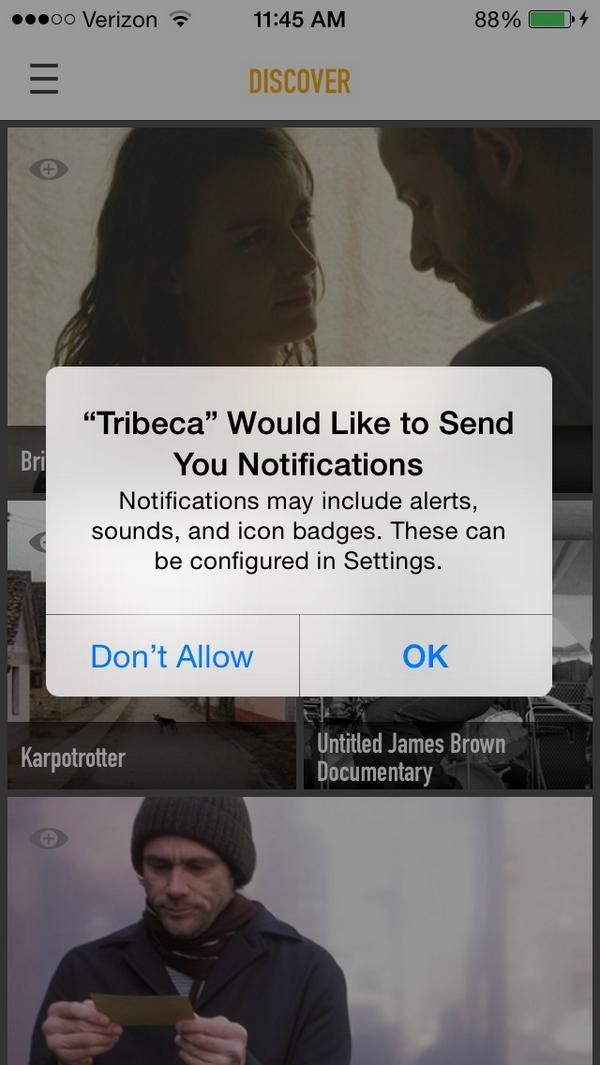 Verizon 11:45 AM 88%
DISCOVER
“Tribeca” Would Like to Send
You Notifications
Notifications may include alerts,
sounds, and icon badges. These can
be configured in Settings.
Don’t Allow OK
Karpotrotter
Untitled James Brown
Documentary